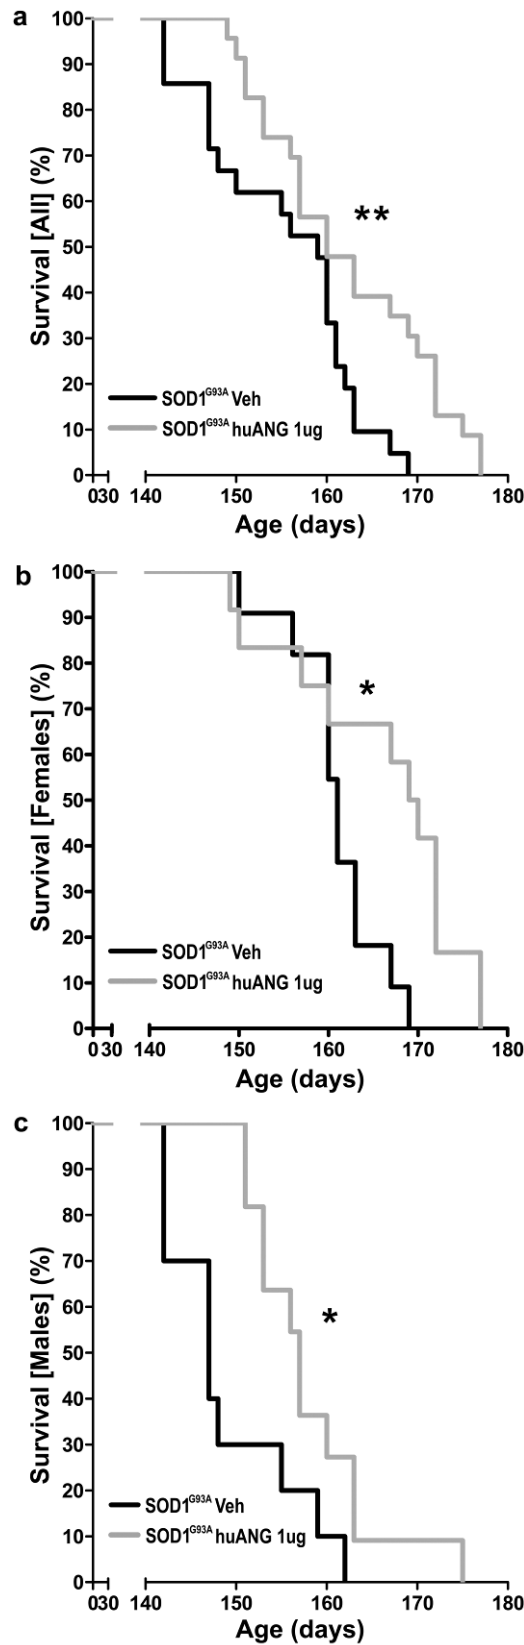 a
Survival [All] (%)
100
90
80
70
60
50
40
30
20
10
0
**
SOD1G93A Veh
SOD1G93A huANG 1ug
030 140 150 160 170 180
Age (days)
b
Survival [Females] (%)
100
90
80
70
60
50
40
30
20
10
0
*
SOD1G93A Veh
SOD1G93A huANG 1ug
030 140 150 160 170 180
Age (days)
c
Survival [Males] (%)
100
90
80
70
60
50
40
30
20
10
0
*
SOD1G93A Veh
SOD1G93A huANG 1ug
030 140 150 160 170 180
Age (days)